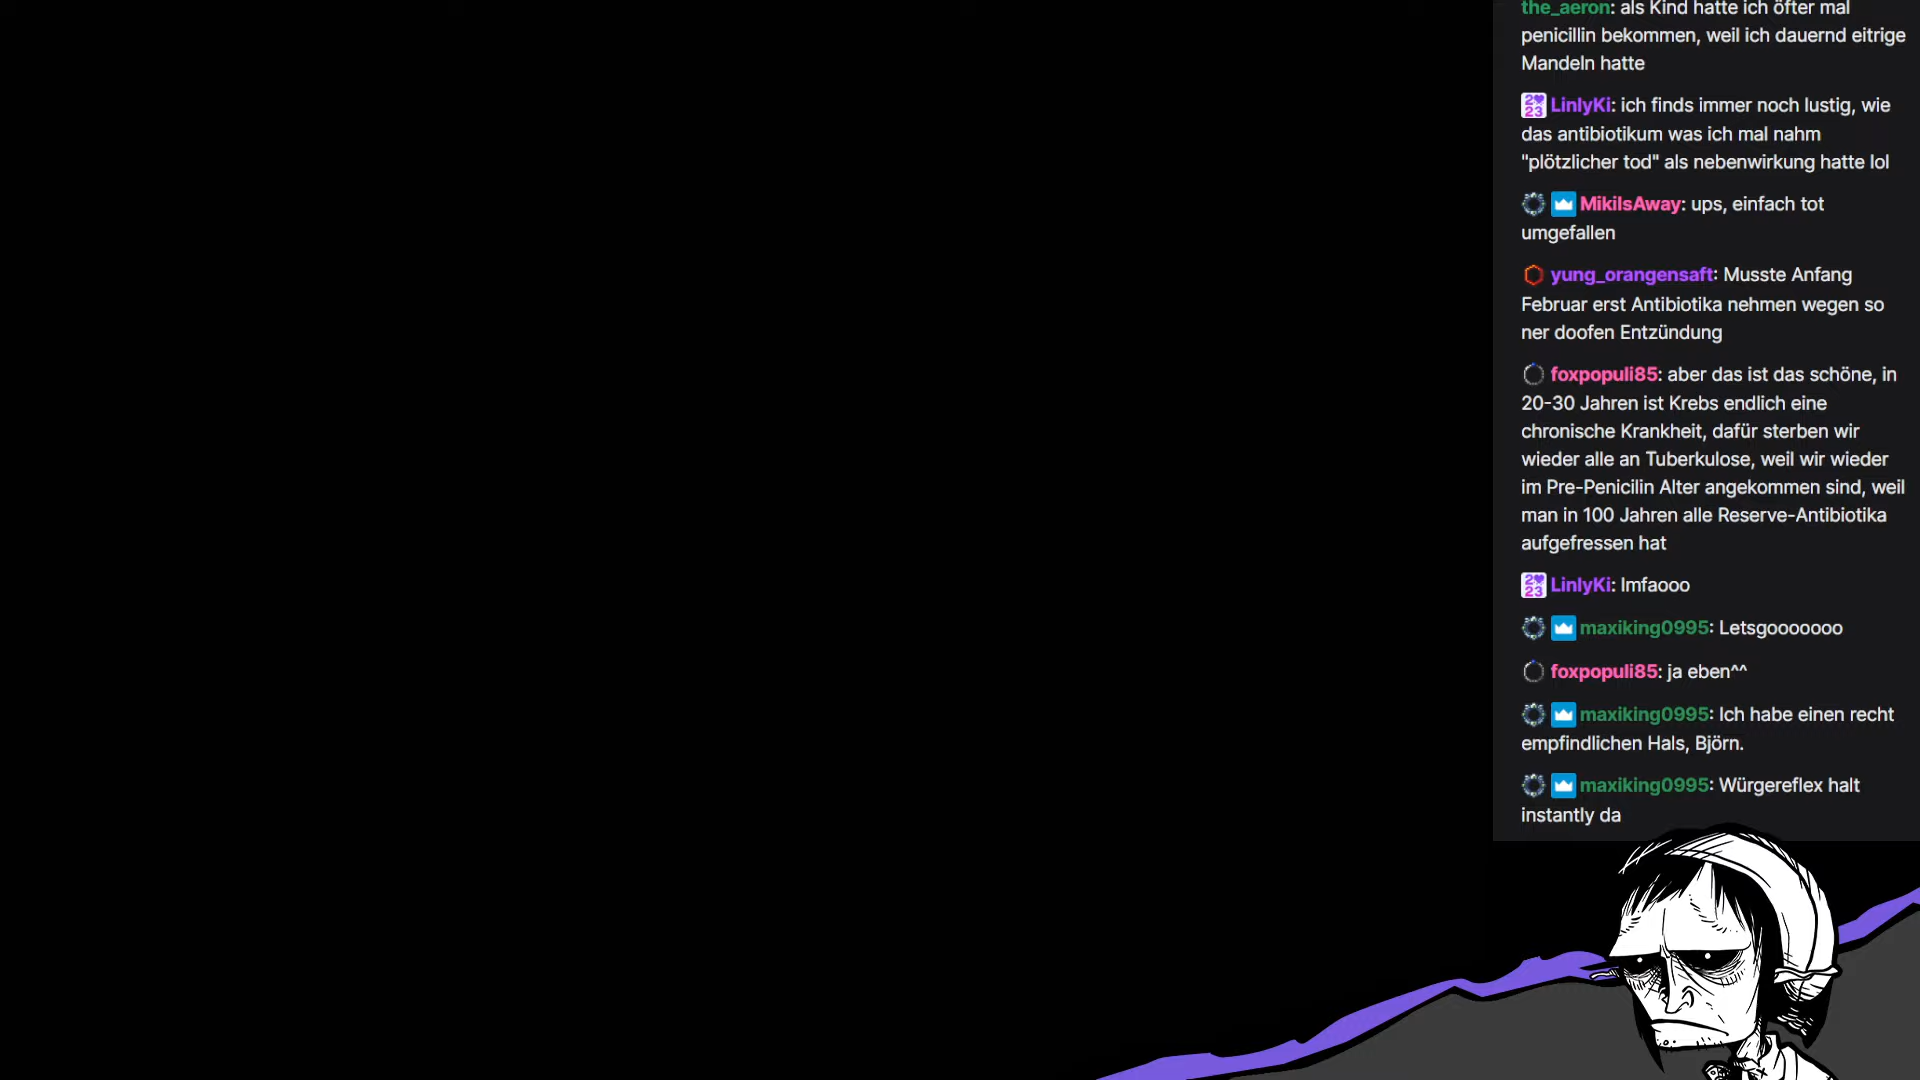 the_aeron: als Kind hatte ich öfter mal
penicillin bekommen, weil ich dauernd eitrige
Mandeln hatte
2023 LinlyKi: ich finds immer noch lustig, wie
das antibiotikum was ich mal nahm
"plötzlicher tod" als nebenwirkung hatte lol
MikiIsAway: ups, einfach tot
umgefallen
yung_orangensaft: Musste Anfang
Februar erst Antibiotika nehmen wegen so
ner doofen Entzündung
foxpopuli85: aber das ist das schöne, in
20-30 Jahren ist Krebs endlich eine
chronische Krankheit, dafür sterben wir
wieder alle an Tuberkulose, weil wir wieder
im Pre-Penicilin Alter angekommen sind, weil
man in 100 Jahren alle Reserve-Antibiotika
aufgefressen hat
2023 LinlyKi: lmfaooo
maxiking0995: Letsgooooooo
foxpopuli85: ja eben^^
maxiking0995: Ich habe einen recht
empfindlichen Hals, Björn.
maxiking0995: Würgereflex halt
instantly da